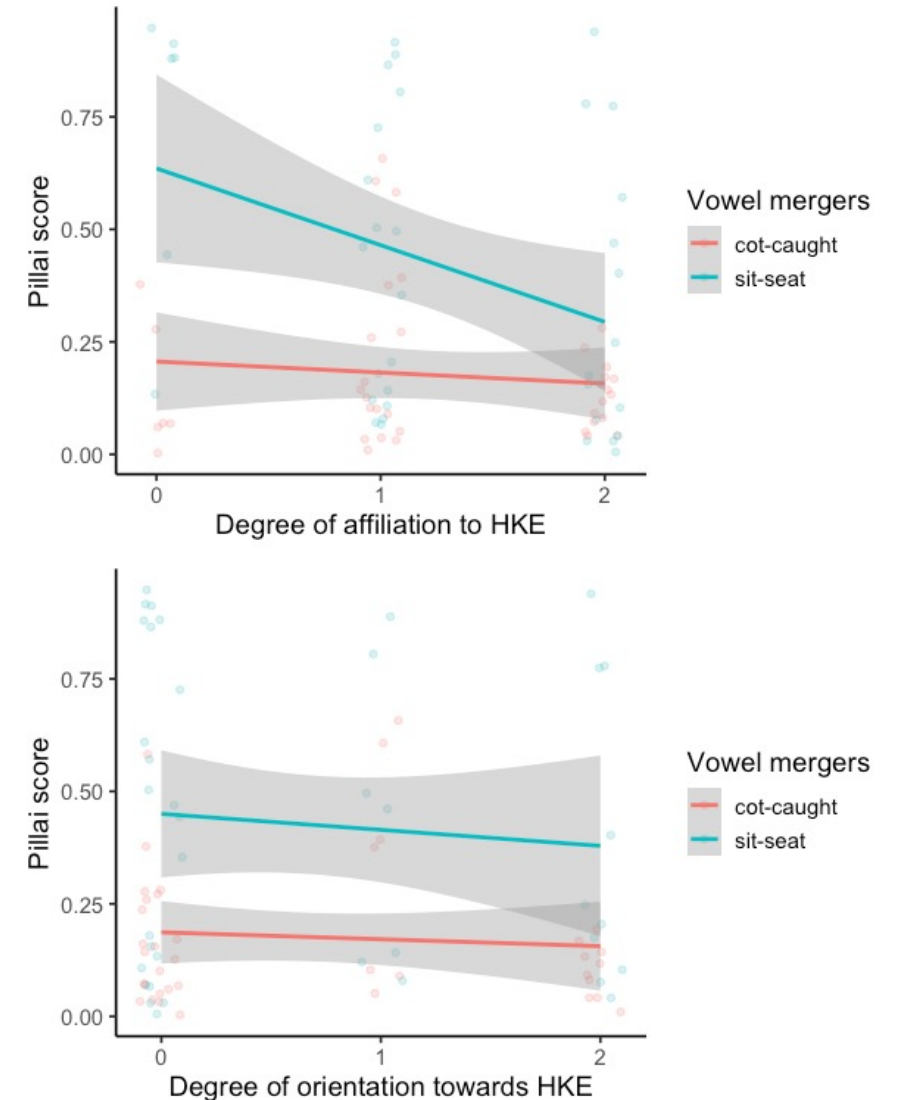 0.75
0.50
0.25
0.00
Pillai score
0 1 2
Degree of affiliation to HKE
Vowel mergers
cot-caught
sit-seat
0.75
0.50
0.25
0.00
Pillai score
0 1 2
Degree of orientation towards HKE
Vowel mergers
cot-caught
sit-seat